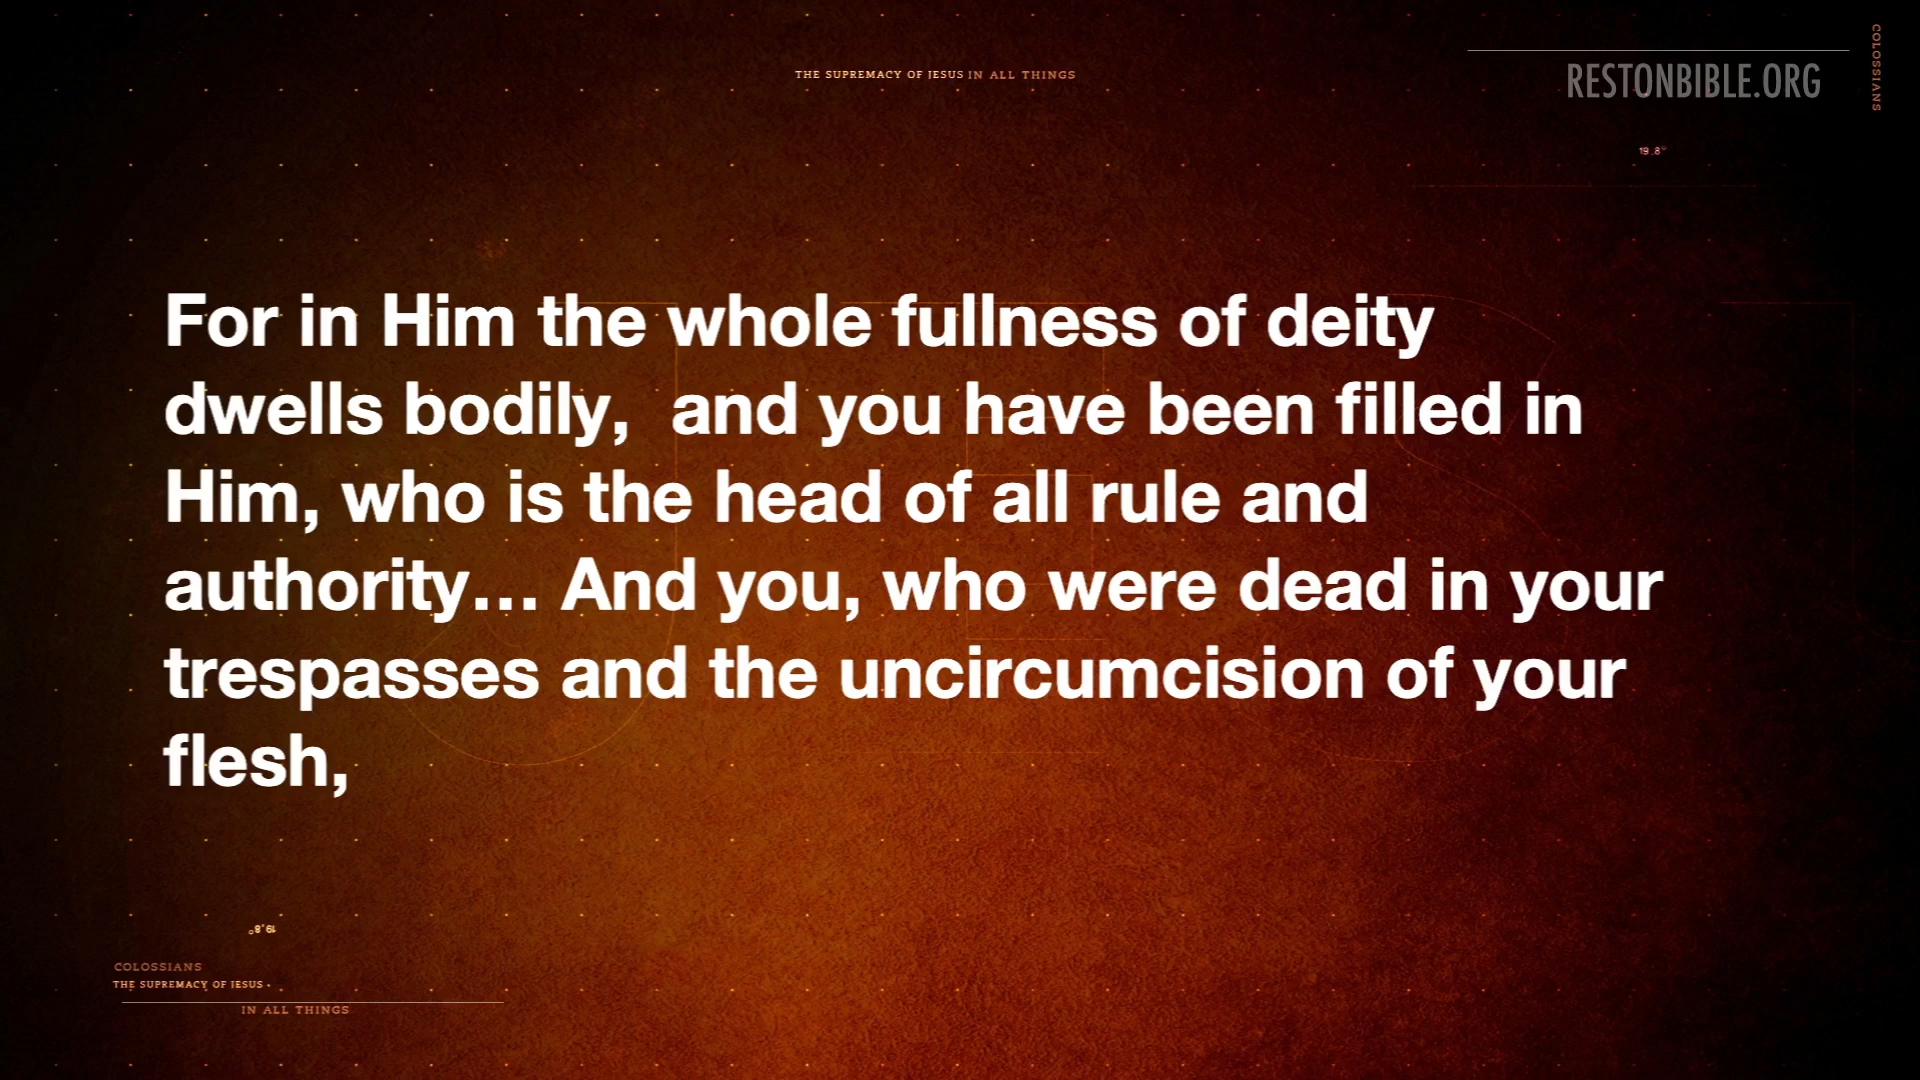 THE SUPREMACY OF JESUS IN ALL THINGS
RESTONBIBLE.ORG
COLOSSIANS
19.8°
For in Him the whole fullness of deity
dwells bodily,  and you have been filled in
Him, who is the head of all rule and
authority… And you, who were dead in your
trespasses and the uncircumcision of your
flesh,
19.8°
COLOSSIANS
THE SUPREMACY OF JESUS •
IN ALL THINGS